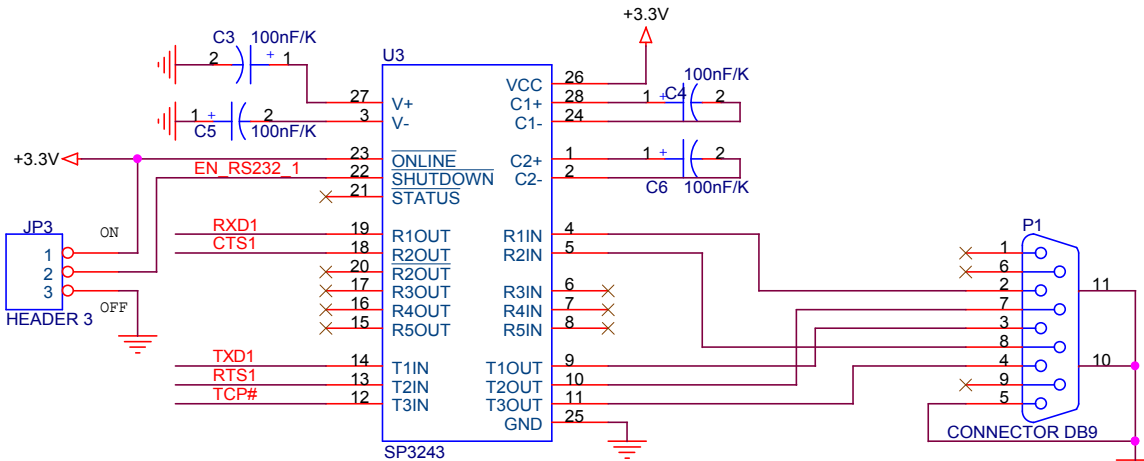 +3.3V
C3 100nF/K
2 + 1
U3
VCC 26
100nF/K
27 V+
C1+ 28 1 + C4 2
1 + 2
3 V-
C1- 24
C5 100nF/K
+3.3V
23 ONLINE
C2+ 1 1 + 2
EN_RS232_1 22 SHUTDOWN
C2- 2
C6 100nF/K
21 STATUS
JP3
ON
RXD1 19 R1OUT
R1IN 4
P1
CTS1 18 R2OUT
R2IN 5
1
1
20 R2OUT
6
2
17 R3OUT
R3IN 6
2
11
3
OFF
16 R4OUT
R4IN 7
7
HEADER 3
15 R5OUT
R5IN 8
3
8
TXD1 14 T1IN
T1OUT 9
4
10
RTS1 13 T2IN
T2OUT 10
9
TCP# 12 T3IN
T3OUT 11
5
GND 25
CONNECTOR DB9
SP3243